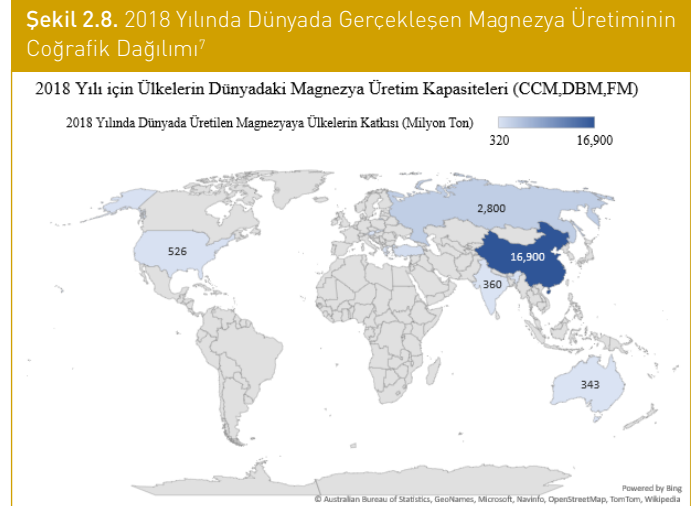 Şekil 2.8. 2018 Yılında Dünyada Gerçekleşen Magnezya Üretiminin
Coğrafik Dağılımı⁷
2018 Yılı için Ülkelerin Dünyadaki Magnezya Üretim Kapasiteleri (CCM,DBM,FM)
2018 Yılında Dünyada Üretilen Magnezyaya Ülkelerin Katkısı (Milyon Ton)
320 16,900
2,800
526
16,900
360
343
Powered by Bing
© Australian Bureau of Statistics, GeoNames, Microsoft, Navinfo, OpenStreetMap, TomTom, Wikipedia